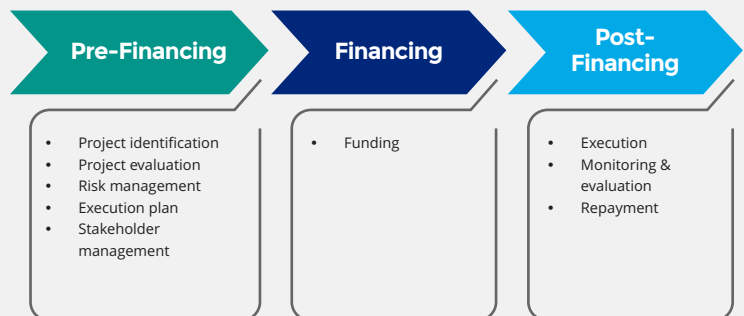 Pre-Financing
• Project identification
• Project evaluation
• Risk management
• Execution plan
• Stakeholder
management
Financing
• Funding
Post-
Financing
• Execution
• Monitoring &
evaluation
• Repayment